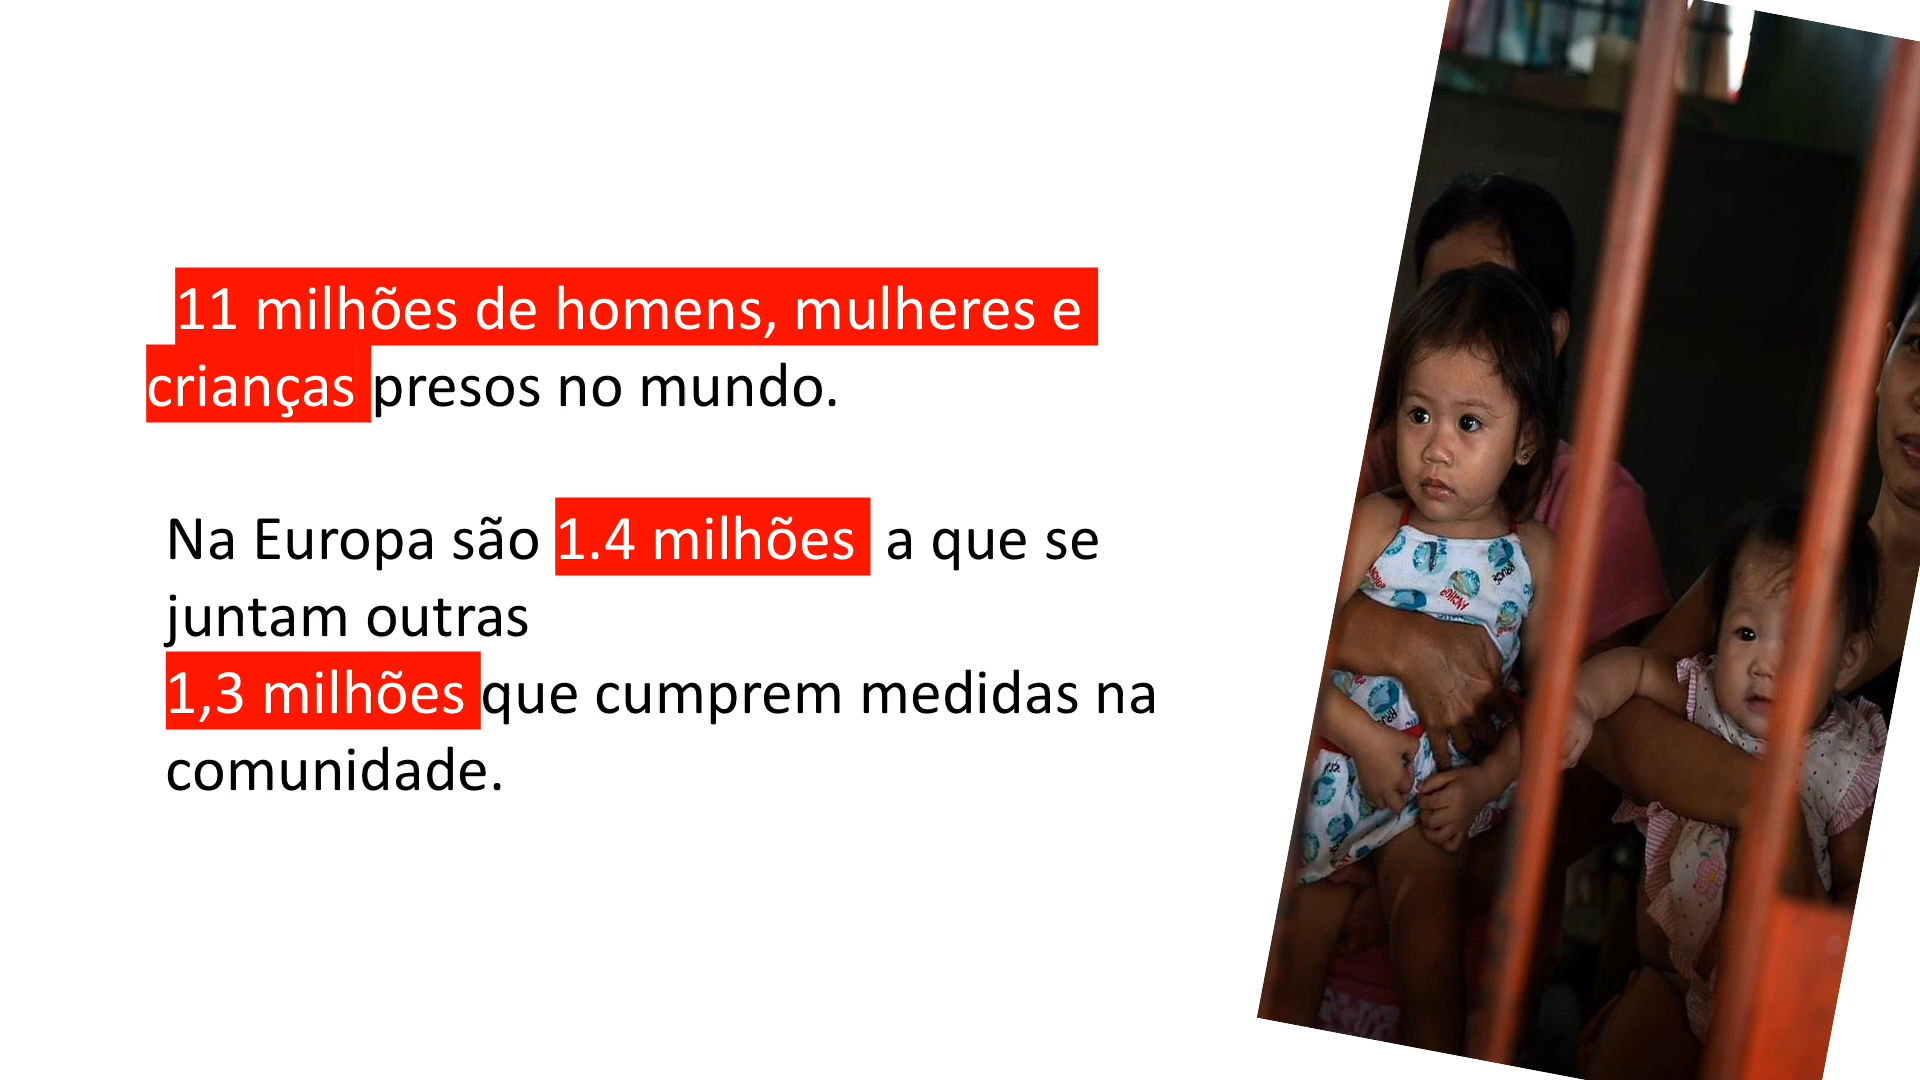 11 milhões de homens, mulheres e
crianças presos no mundo.
Na Europa são 1.4 milhões a que se
juntam outras
1,3 milhões que cumprem medidas na
comunidade.